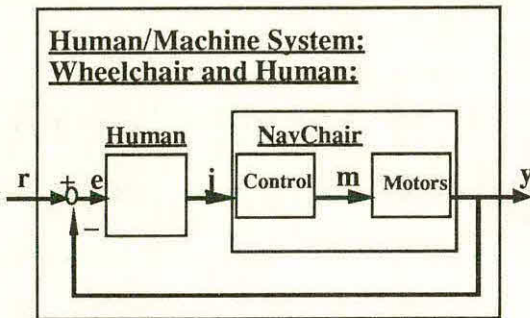 Human/Machine System:
Wheelchair and Human:
Human
NavChair
r
+
e
j
Control
m
Motors
y
−